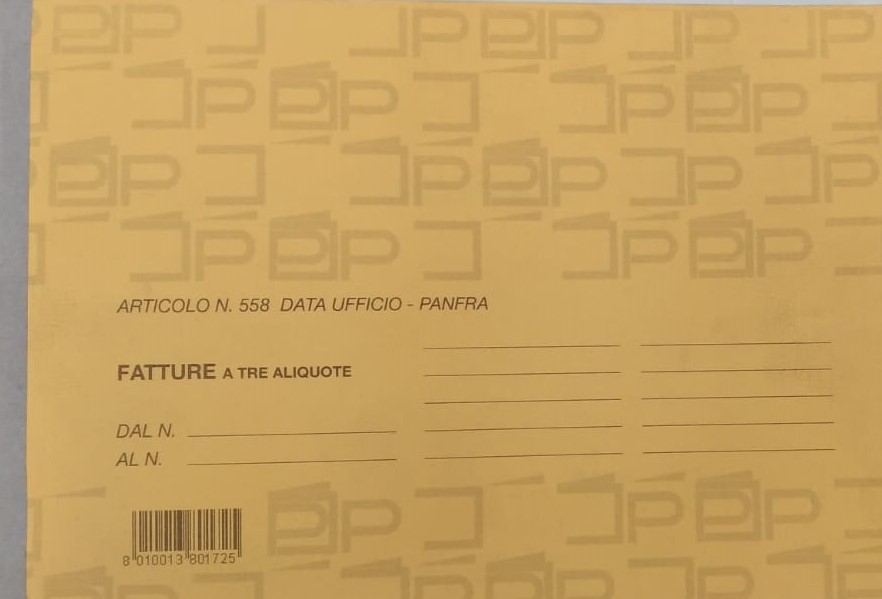 ARTICOLO N. 558 DATA UFFICIO - PANFRA
FATTURE A TRE ALIQUOTE
DAL N.
AL N.
8 010013 801725